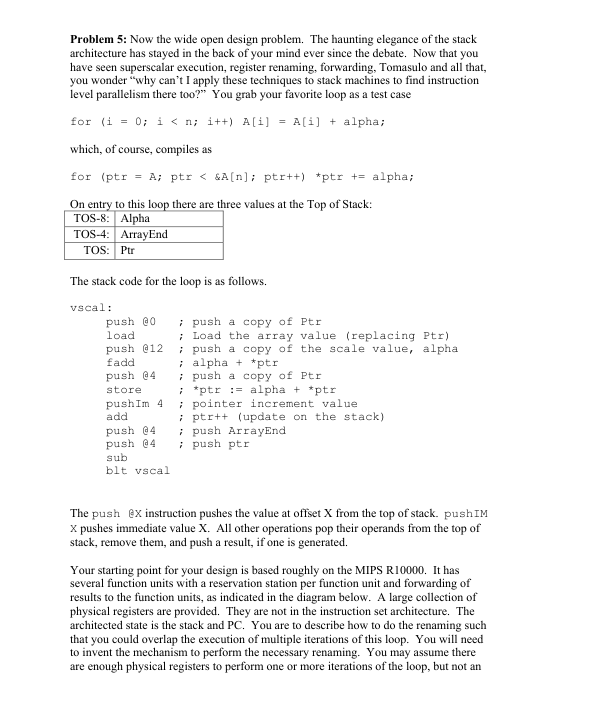 Problem 5: Now the wide open design problem. The haunting elegance of the stack
architecture has stayed in the back of your mind ever since the debate. Now that you
have seen superscalar execution, register renaming, forwarding, Tomasulo and all that,
you wonder “why can’t I apply these techniques to stack machines to find instruction
level parallelism there too?” You grab your favorite loop as a test case
for (i = 0; i < n; i++) A[i] = A[i] + alpha;
which, of course, compiles as
for (ptr = A; ptr < &A[n]; ptr++) *ptr += alpha;
On entry to this loop there are three values at the Top of Stack:
TOS-8: Alpha
TOS-4: ArrayEnd
TOS: Ptr
The stack code for the loop is as follows.
vscal:
push @0 ; push a copy of Ptr
load ; Load the array value (replacing Ptr)
push @12 ; push a copy of the scale value, alpha
fadd ; alpha + *ptr
push @4 ; push a copy of Ptr
store ; *ptr := alpha + *ptr
pushIm 4 ; pointer increment value
add ; ptr++ (update on the stack)
push @4 ; push ArrayEnd
push @4 ; push ptr
sub
blt vscal
The push @X instruction pushes the value at offset X from the top of stack. pushIM
X pushes immediate value X. All other operations pop their operands from the top of
stack, remove them, and push a result, if one is generated.
Your starting point for your design is based roughly on the MIPS R10000. It has
several function units with a reservation station per function unit and forwarding of
results to the function units, as indicated in the diagram below. A large collection of
physical registers are provided. They are not in the instruction set architecture. The
architected state is the stack and PC. You are to describe how to do the renaming such
that you could overlap the execution of multiple iterations of this loop. You will need
to invent the mechanism to perform the necessary renaming. You may assume there
are enough physical registers to perform one or more iterations of the loop, but not an